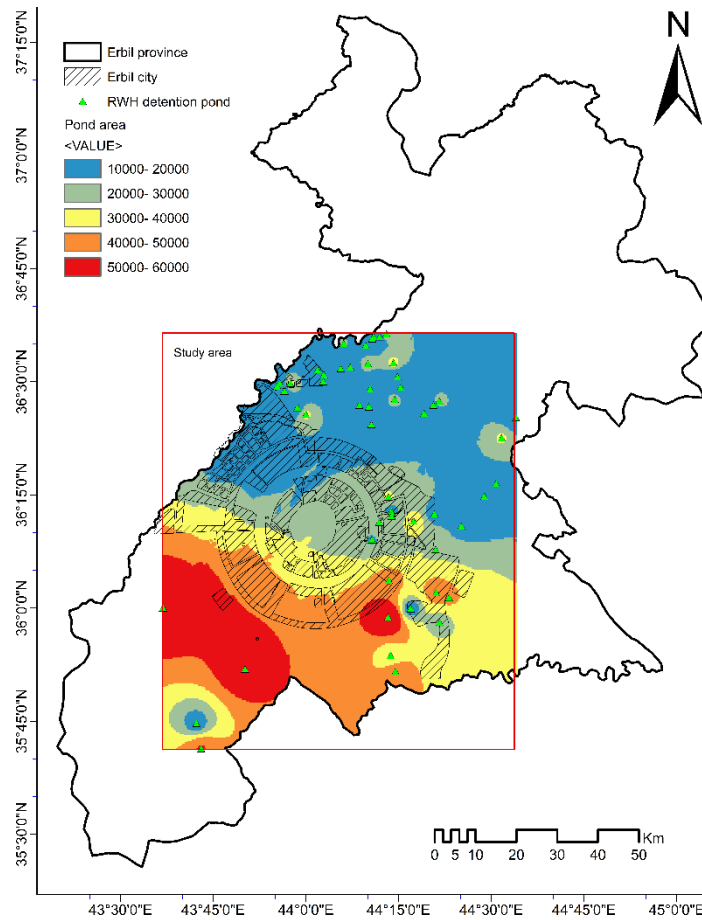 N
Erbil province
Erbil city
RWH detention pond
Pond area
<VALUE>
10000- 20000
20000- 30000
30000- 40000
40000- 50000
50000- 60000
Study area
37°15'0"N
37°0'0"N
36°45'0"N
36°30'0"N
36°15'0"N
36°0'0"N
35°45'0"N
35°30'0"N
Km
0 5 10 20 30 40 50
43°30'0"E 43°45'0"E 44°0'0"E 44°15'0"E 44°30'0"E 44°45'0"E 45°0'0"E